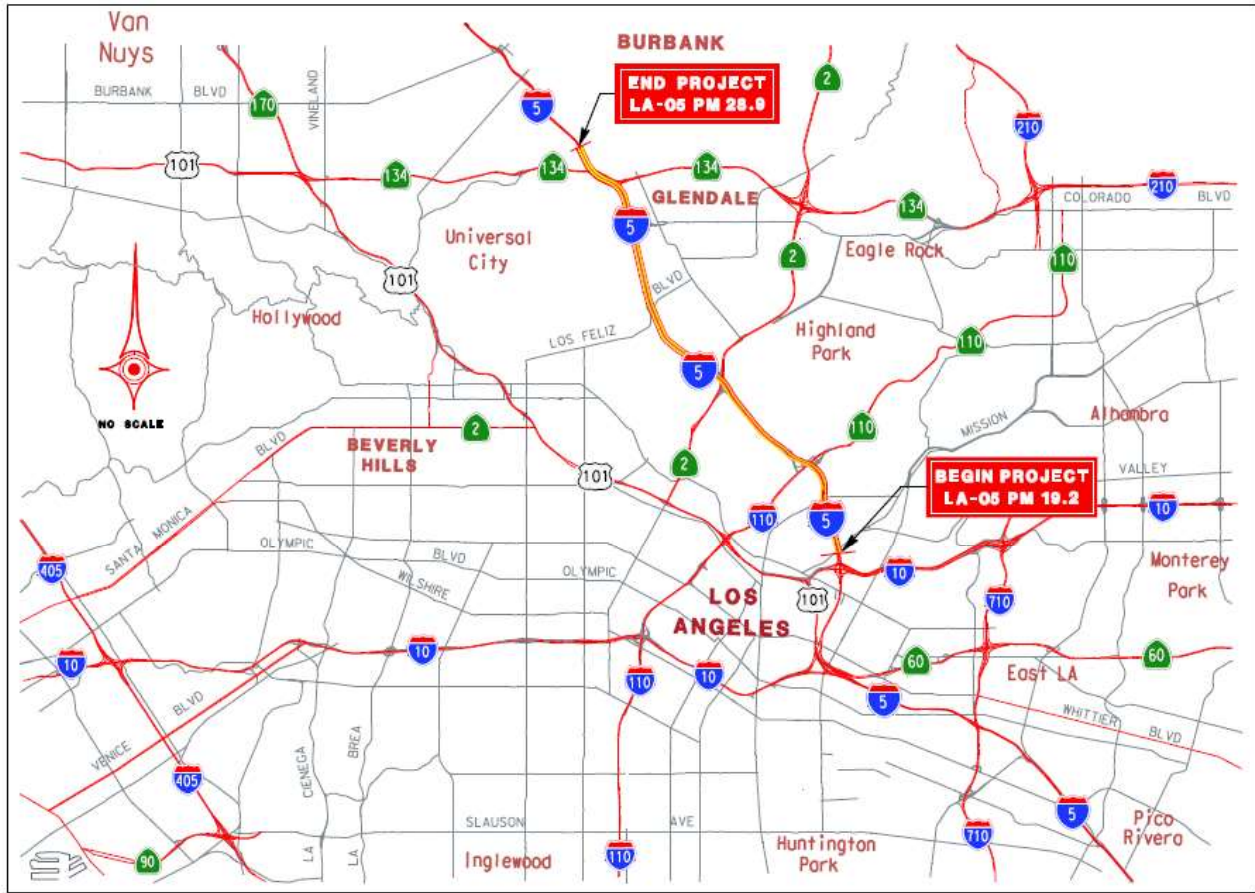 Van
Nuys
BURBANK
BURBANK BLVD
VINELAND
170
5
END PROJECT
LA-05 PM 28.9
2
210
101
134
134
134
134
210
COLORADO BLVD
GLENDALE
5
Universal
City
Eagle Rock
2
110
101
BLVD
LOS FELIZ
Hollywood
Highland
Park
110
5
NO SCALE
Alhambra
MISSION
110
2
BLVD
BEVERLY
HILLS
2
101
BEGIN PROJECT
LA-05 PM 19.2
VALLEY
10
110
5
SANTA MONICA
OLYMPIC BLVD
WILSHIRE
OLYMPIC
405
10
Monterey
Park
LOS
ANGELES
101
710
10
10
110
10
60
60
East LA
5
WHITTIER BLVD
VENICE BLVD
LA CIENEGA
LA BREA
405
5
SLAUSON AVE
Pico
Rivera
90
Inglewood
110
Huntington
Park
710